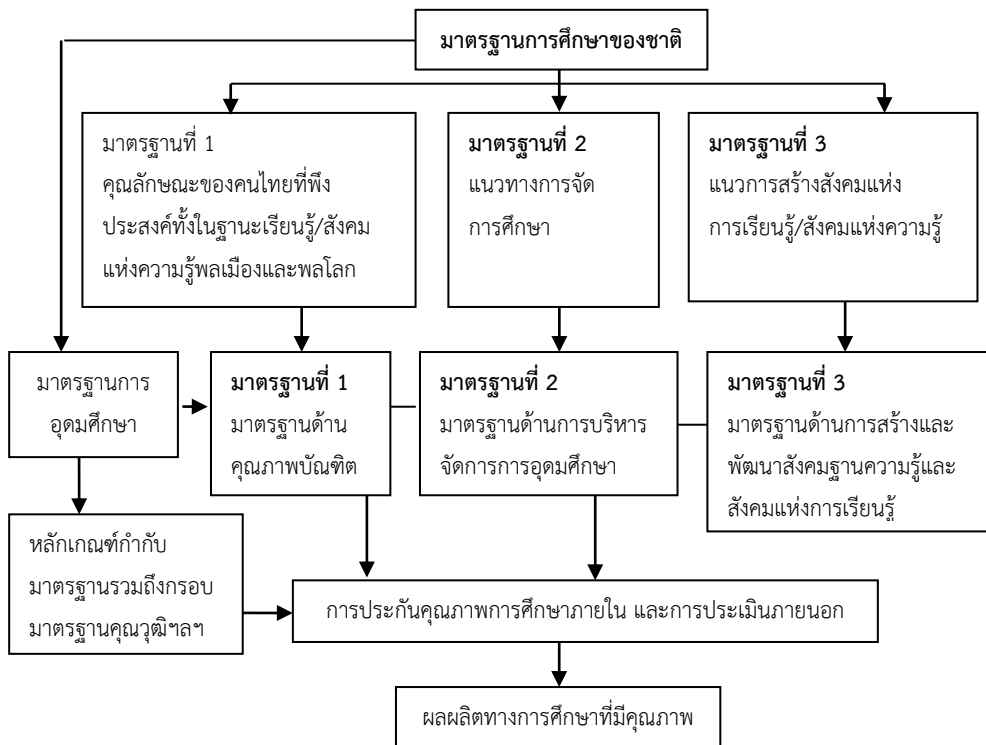 มาตรฐานการศึกษาของชาติ
มาตรฐานที่ 1
คุณลักษณะของคนไทยที่พึง
ประสงค์ทั้งในฐานะเรียนรู้/สังคม
แห่งความรู้พลเมืองและพลโลก
มาตรฐานที่ 2
แนวทางการจัด
การศึกษา
มาตรฐานที่ 3
แนวการสร้างสังคมแห่ง
การเรียนรู้/สังคมแห่งความรู้
มาตรฐานการ
อุดมศึกษา
มาตรฐานที่ 1
มาตรฐานด้าน
คุณภาพบัณฑิต
มาตรฐานที่ 2
มาตรฐานด้านการบริหาร
จัดการการอุดมศึกษา
มาตรฐานที่ 3
มาตรฐานด้านการสร้างและ
พัฒนาสังคมฐานความรู้และ
สังคมแห่งการเรียนรู้
หลักเกณฑ์กำกับ
มาตรฐานรวมถึงกรอบ
มาตรฐานคุณวุฒิฯลฯ
การประกันคุณภาพการศึกษาภายใน และการประเมินภายนอก
ผลผลิตทางการศึกษาที่มีคุณภาพ